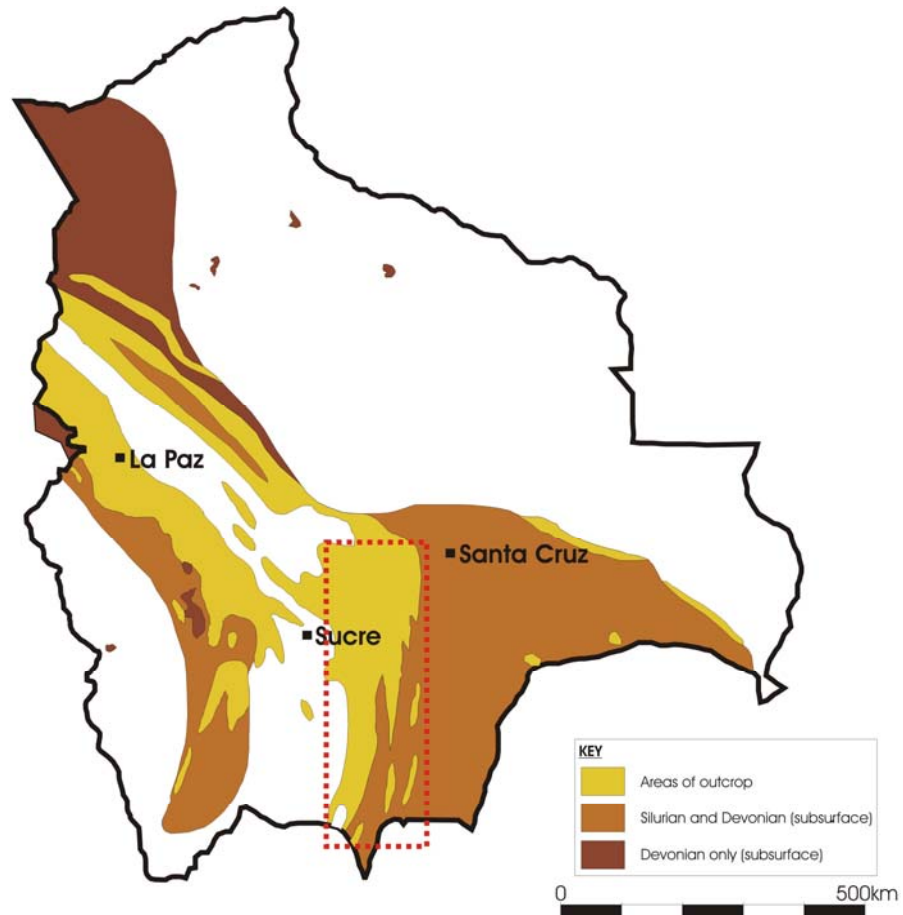 La Paz
Santa Cruz
Sucre
KEY
Areas of outcrop
Silurian and Devonian (subsurface)
Devonian only (subsurface)
0 500km